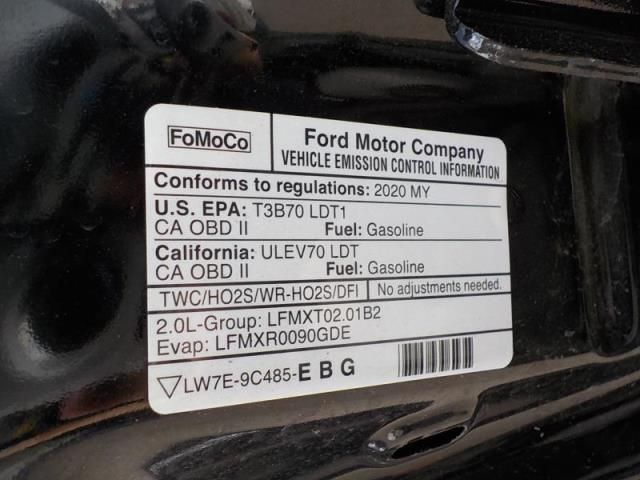 FoMoCo
Ford Motor Company
VEHICLE EMISSION CONTROL INFORMATION
Conforms to regulations: 2020 MY
U.S. EPA: T3B70 LDT1
CA OBD II Fuel: Gasoline
California: ULEV70 LDT
CA OBD II Fuel: Gasoline
TWC/HO2S/WR-HO2S/DFI No adjustments needed.
2.0L-Group: LFMXT02.01B2
Evap: LFMXR0090GDE
LW7E-9C485-E B G